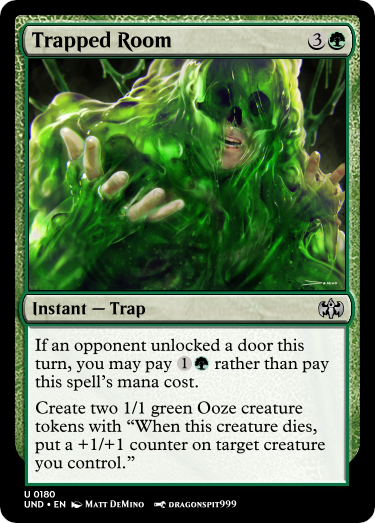 Trapped Room 3
Instant — Trap
If an opponent unlocked a door this
turn, you may pay 1 rather than pay
this spell's mana cost.
Create two 1/1 green Ooze creature
tokens with “When this creature dies,
put a +1/+1 counter on target creature
you control.”
U 0180
UND • EN Matt DeMino dragonspit999